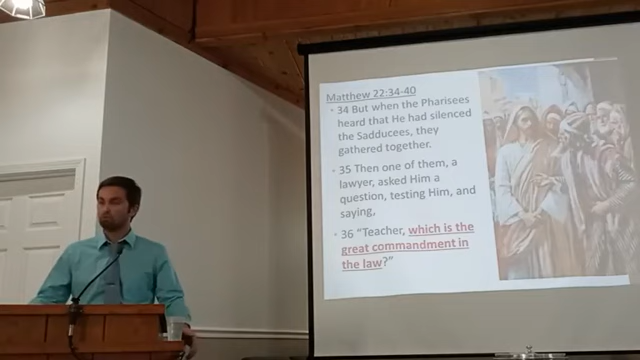 Matthew 22:34-40
• 34 But when the Pharisees
heard that He had silenced
the Sadducees, they
gathered together.
• 35 Then one of them, a
lawyer, asked Him a
question, testing Him, and
saying,
• 36 “Teacher, which is the
great commandment in
the law?”